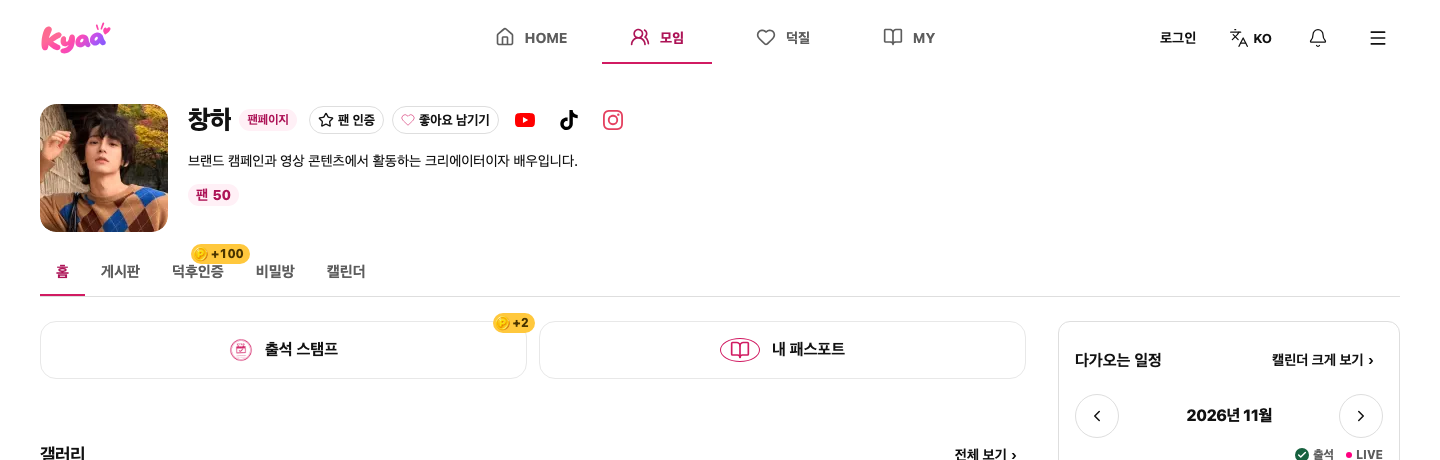 kyaa
HOME
모임
덕질
MY
로그인
KO
창하
팬페이지
팬 인증
좋아요 남기기
브랜드 캠페인과 영상 콘텐츠에서 활동하는 크리에이터이자 배우입니다.
팬 50
P +100
홈
게시판
덕후인증
비밀방
캘린더
P +2
출석 스탬프
내 패스포트
다가오는 일정
캘린더 크게 보기 ›
2026년 11월
출석
LIVE
갤러리
전체 보기 ›